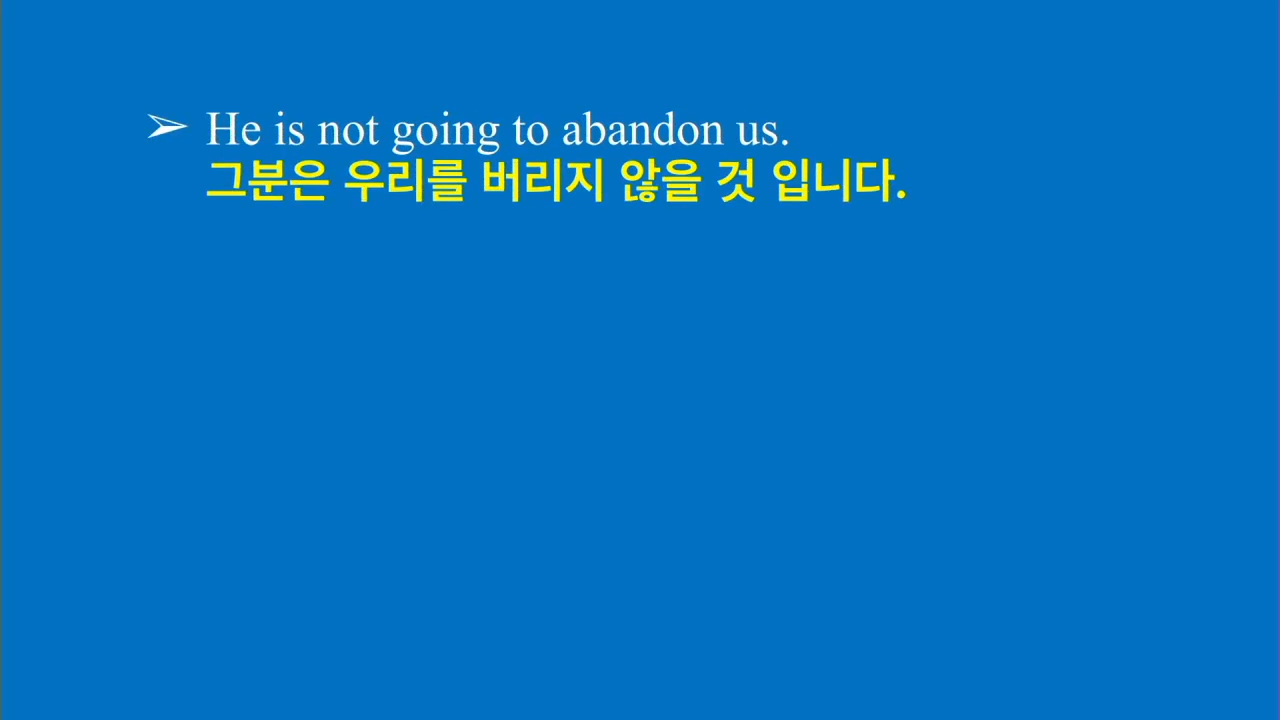 ➢ He is not going to abandon us.
그분은 우리를 버리지 않을 것 입니다.